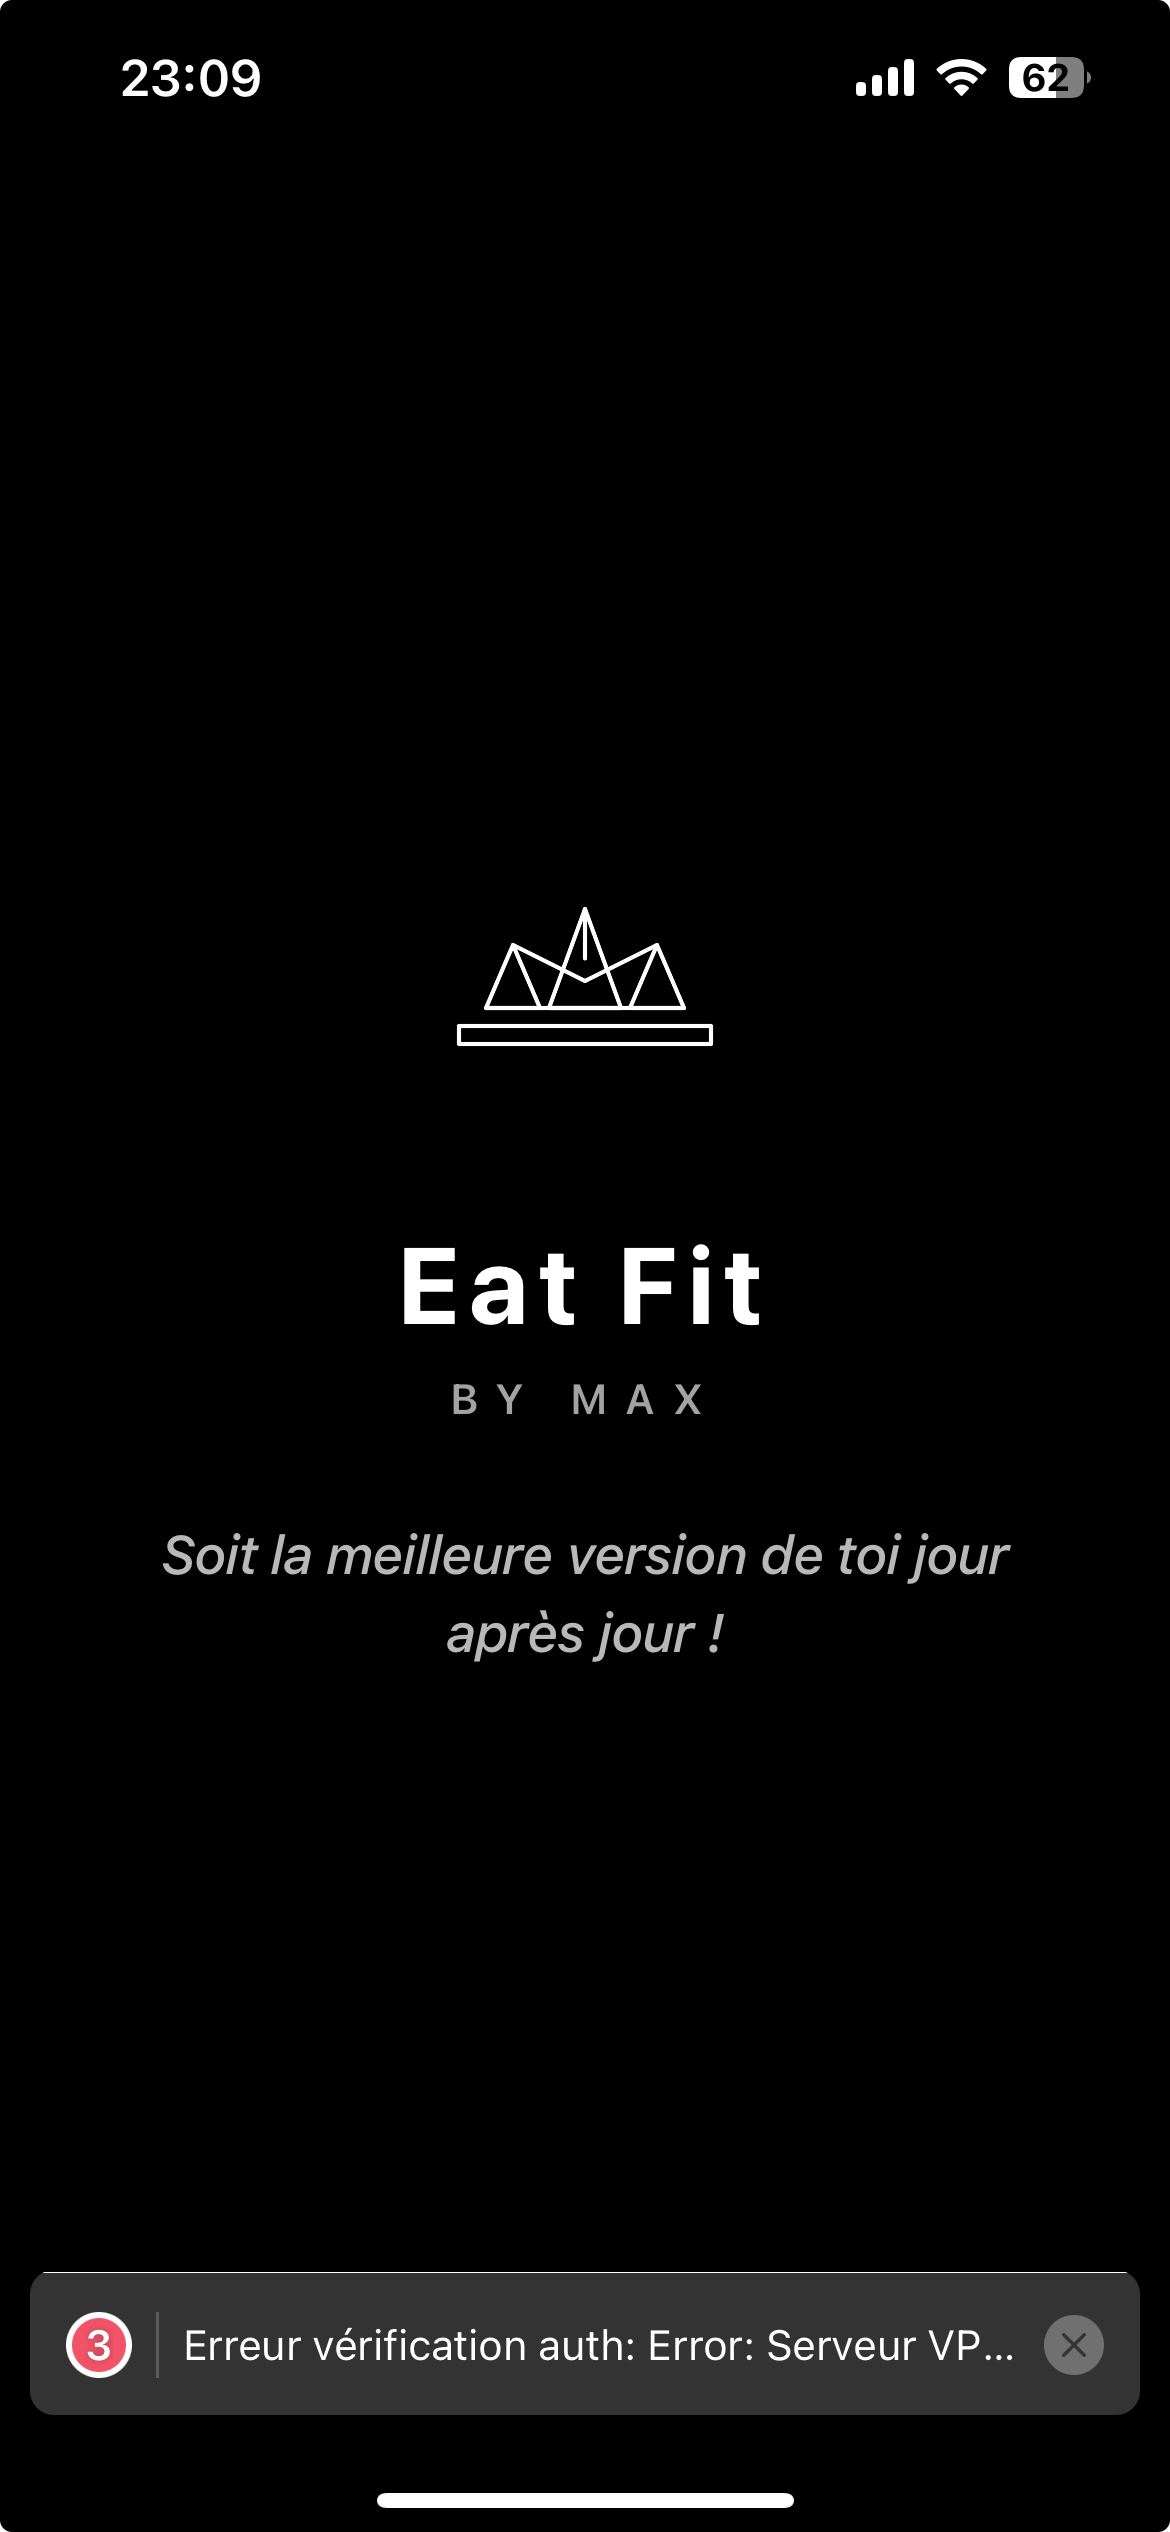 23:09
62
Eat Fit
BY MAX
Soit la meilleure version de toi jour
après jour !
3
Erreur vérification auth: Error: Serveur VP...